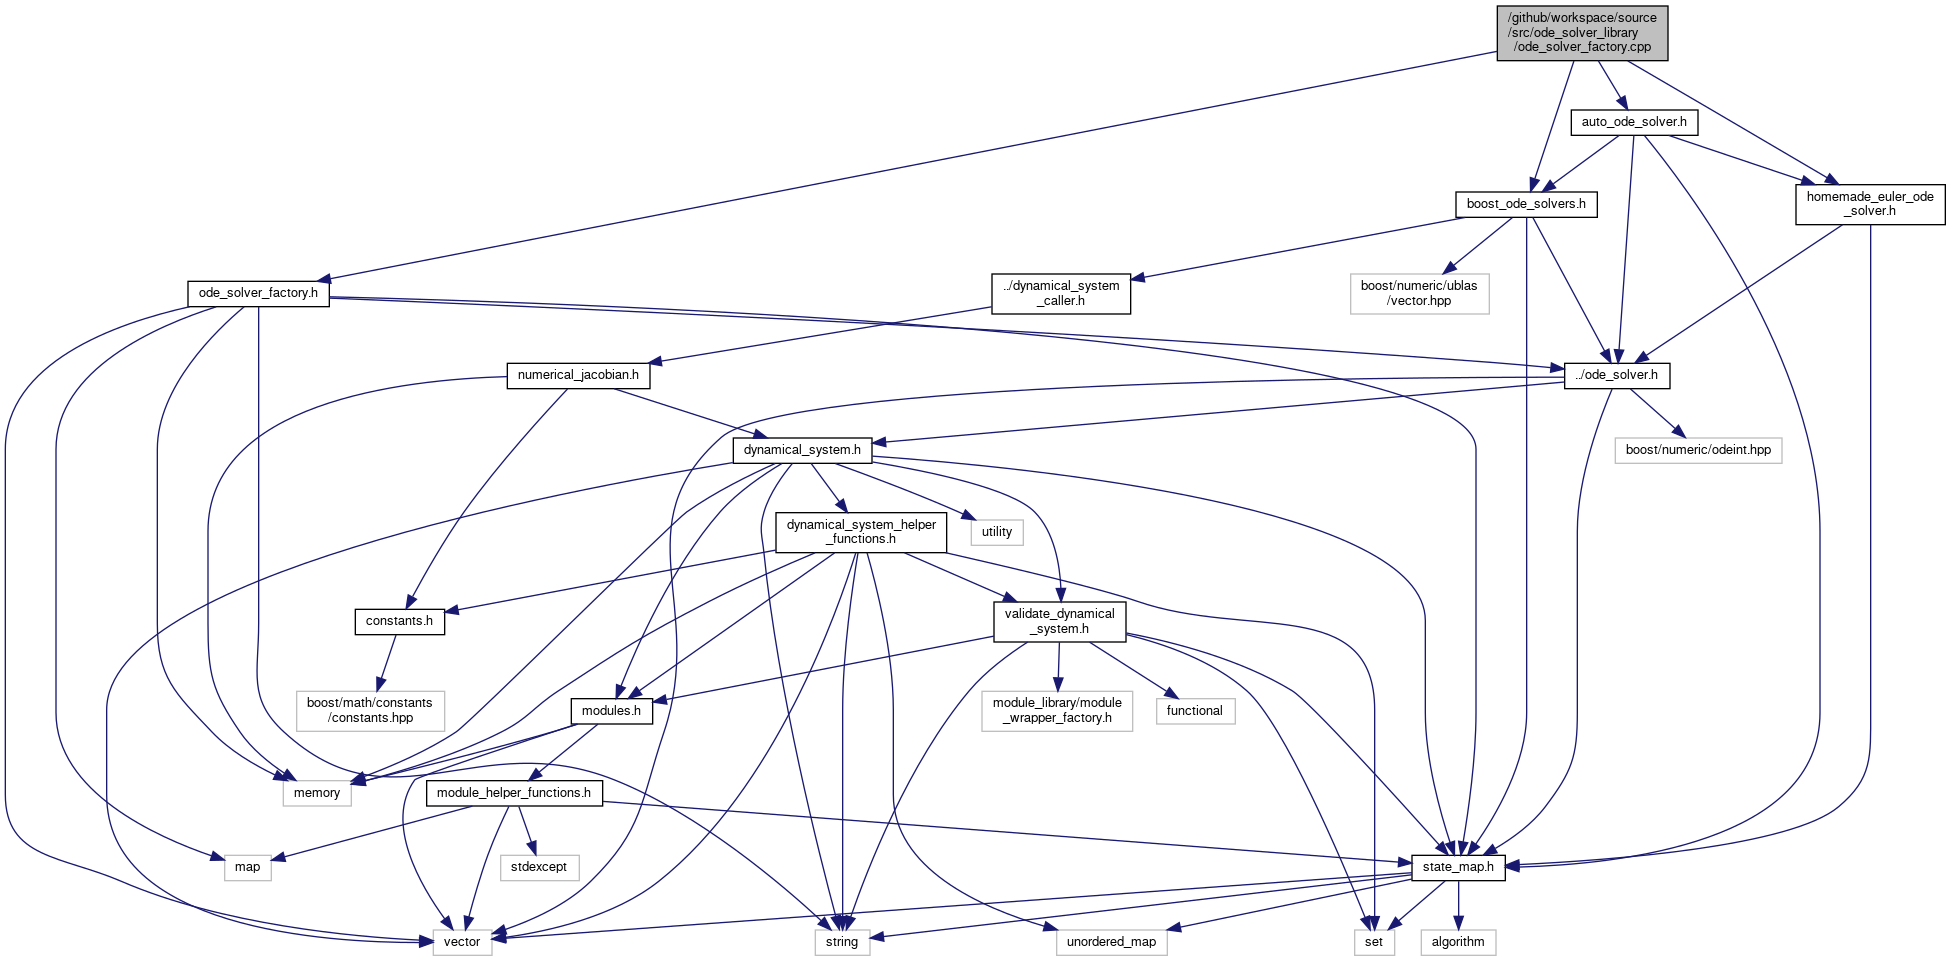 /github/workspace/source
/src/ode_solver_library
/ode_solver_factory.cpp
auto_ode_solver.h
boost_ode_solvers.h
homemade_euler_ode
_solver.h
ode_solver_factory.h
../dynamical_system
_caller.h
boost/numeric/ublas
/vector.hpp
numerical_jacobian.h
../ode_solver.h
dynamical_system.h
boost/numeric/odeint.hpp
dynamical_system_helper
_functions.h
utility
constants.h
validate_dynamical
_system.h
boost/math/constants
/constants.hpp
modules.h
module_library/module
_wrapper_factory.h
functional
memory
module_helper_functions.h
map
stdexcept
state_map.h
vector
string
unordered_map
set
algorithm